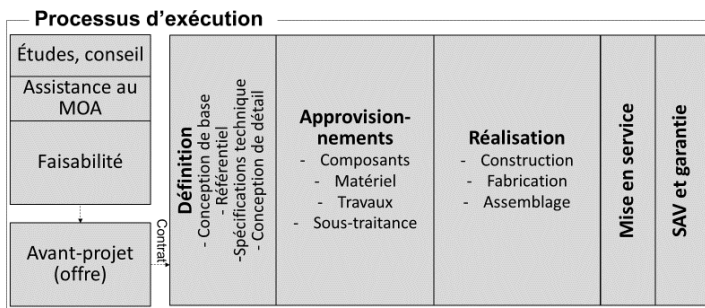 Processus d'exécution
Études, conseil
Assistance au
MOA
Faisabilité
Avant-projet
(offre)
Contrat
Définition
- Conception de base
- Référentiel
-Spécifications technique
- Conception de détail
Approvision-
nements
- Composants
- Matériel
- Travaux
- Sous-traitance
Réalisation
- Construction
- Fabrication
- Assemblage
Mise en service
SAV et garantie